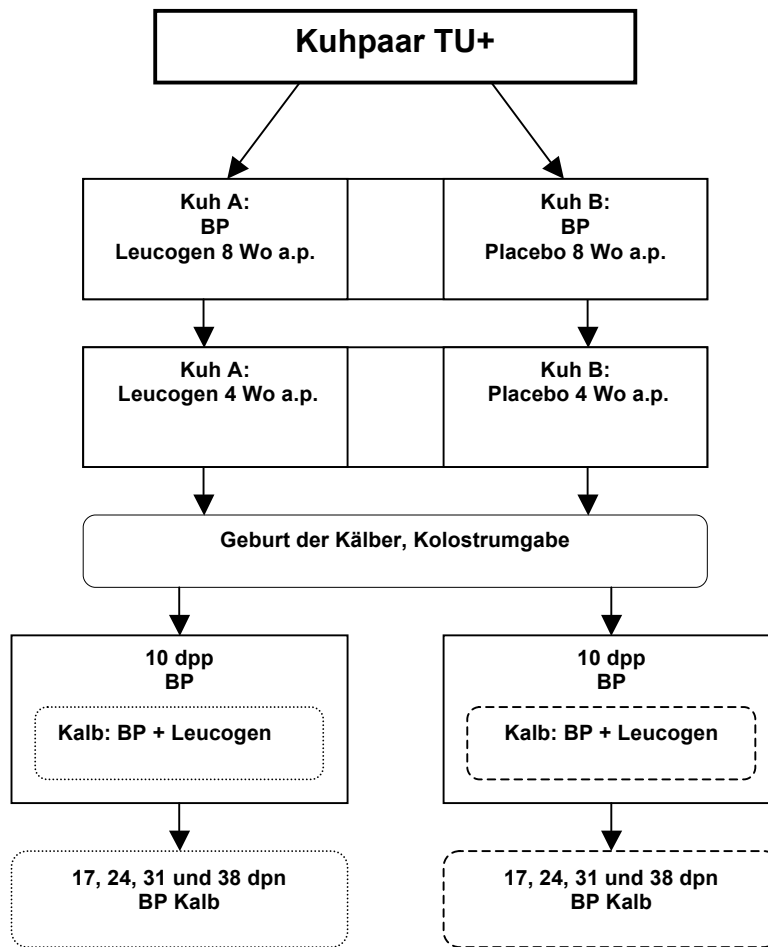 Kuhpaar TU+
Kuh A:
BP
Leucogen 8 Wo a.p.
Kuh B:
BP
Placebo 8 Wo a.p.
Kuh A:
Leucogen 4 Wo a.p.
Kuh B:
Placebo 4 Wo a.p.
Geburt der Kälber, Kolostrumgabe
10 dpp
BP
Kalb: BP + Leucogen
10 dpp
BP
Kalb: BP + Leucogen
17, 24, 31 und 38 dpn
BP Kalb
17, 24, 31 und 38 dpn
BP Kalb